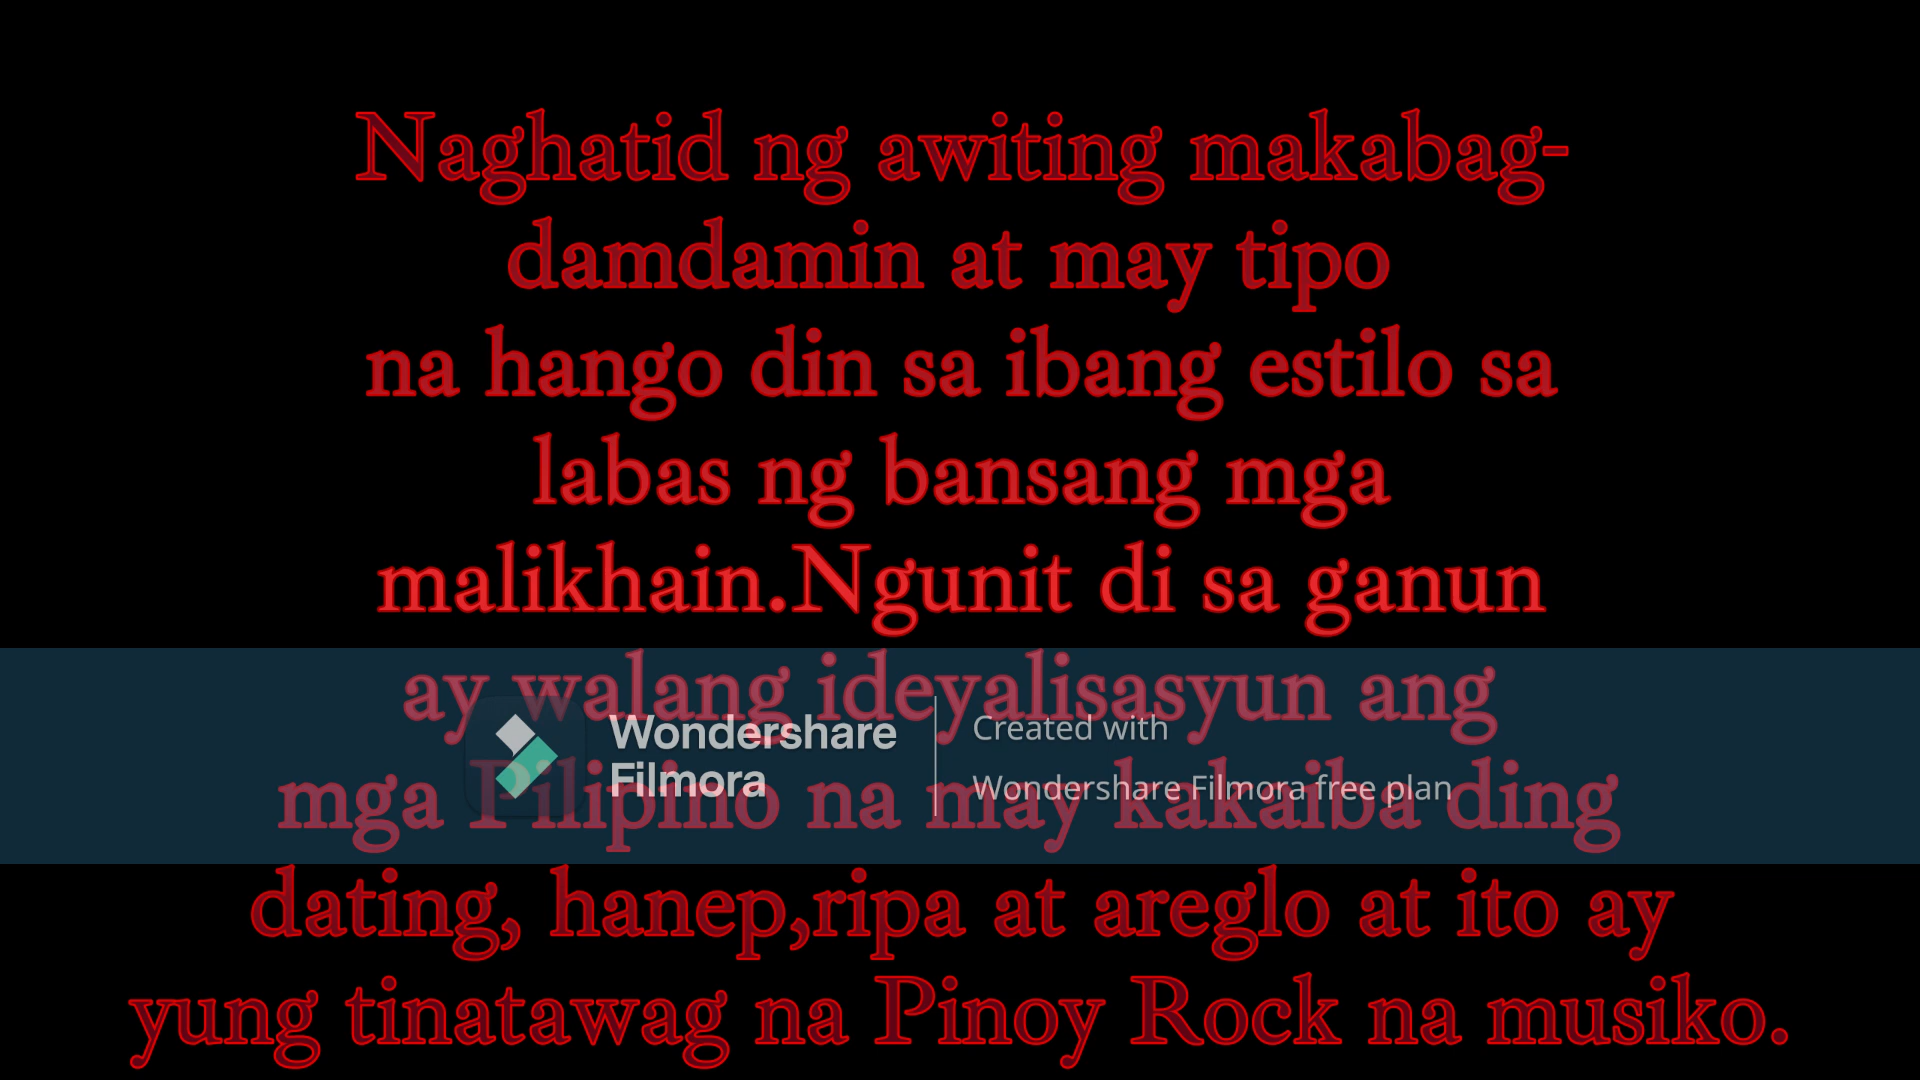 Naghatid ng awiting makabag-
damdamin at may tipo
na hango din sa ibang estilo sa
labas ng bansang mga
malikhain.Ngunit di sa ganun
ay walang ideyalisasyun ang
mga Pilipino na may kakaiba ding
dating, hanep,ripa at areglo at ito ay
yung tinatawag na Pinoy Rock na musiko.
Wondershare
Filmora
Created with
Wondershare Filmora free plan